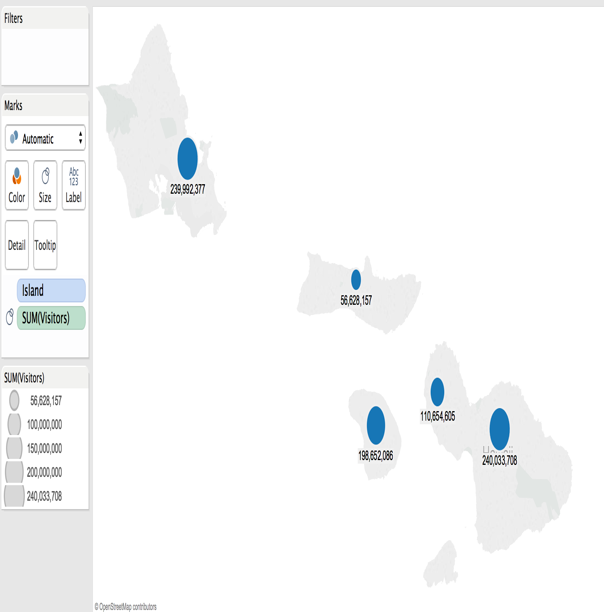 Filters
Marks
Automatic
Color
Size
Abc
123
Label
Detail
Tooltip
Island
SUM(Visitors)
SUM(Visitors)
56,628,157
100,000,000
150,000,000
200,000,000
240,033,708
239,992,377
56,628,157
110,654,605
198,652,086
240,033,708
© OpenStreetMap contributors